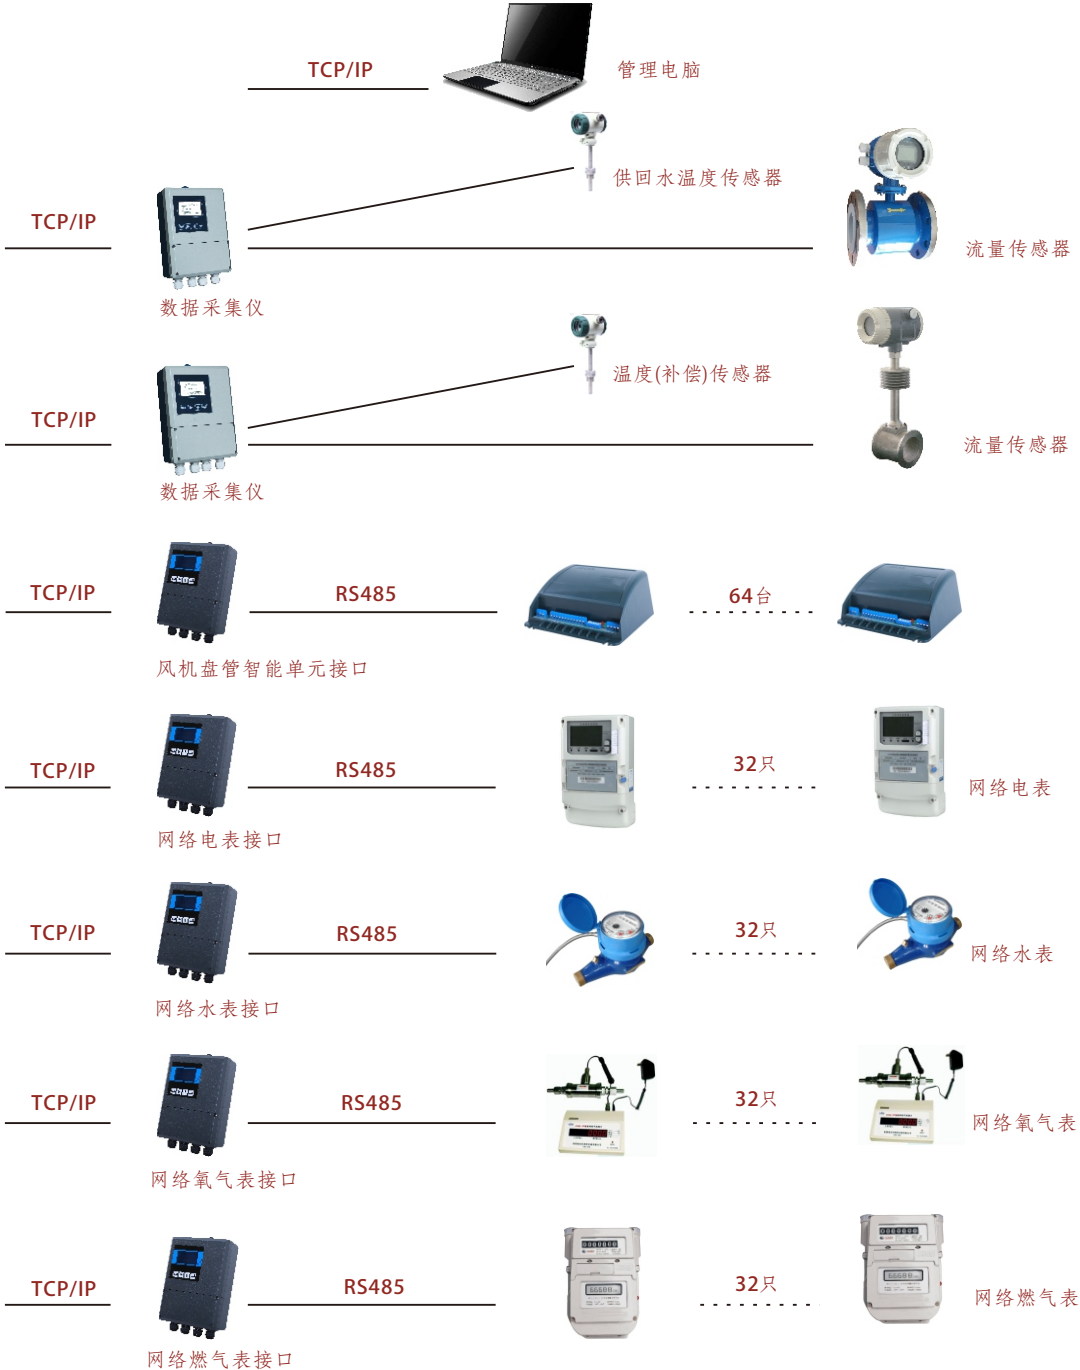 TCP/IP
管理电脑
供回水温度传感器
TCP/IP
流量传感器
数据采集仪
温度(补偿)传感器
TCP/IP
流量传感器
数据采集仪
TCP/IP
RS485
64台
风机盘管智能单元接口
TCP/IP
RS485
32只
网络电表
网络电表接口
TCP/IP
RS485
32只
网络水表
网络水表接口
TCP/IP
RS485
32只
网络氧气表
网络氧气表接口
TCP/IP
RS485
32只
网络燃气表
网络燃气表接口